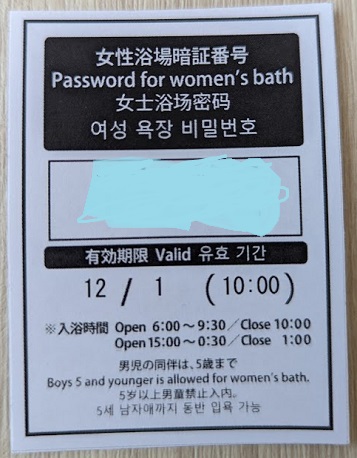 女性浴場暗証番号
Password for women's bath
女士浴场密码
여성 욕장 비밀번호
有効期限 Valid 유효 기간
12 / 1 (10:00)
※入浴時間 Open 6:00～9:30／Close 10:00
Open 15:00～0:30／Close 1:00
男児の同伴は、5歳まで
Boys 5 and younger is allowed for women's bath.
5岁以上男童禁止入内。
5세 남자애까지 동반 입욕 가능